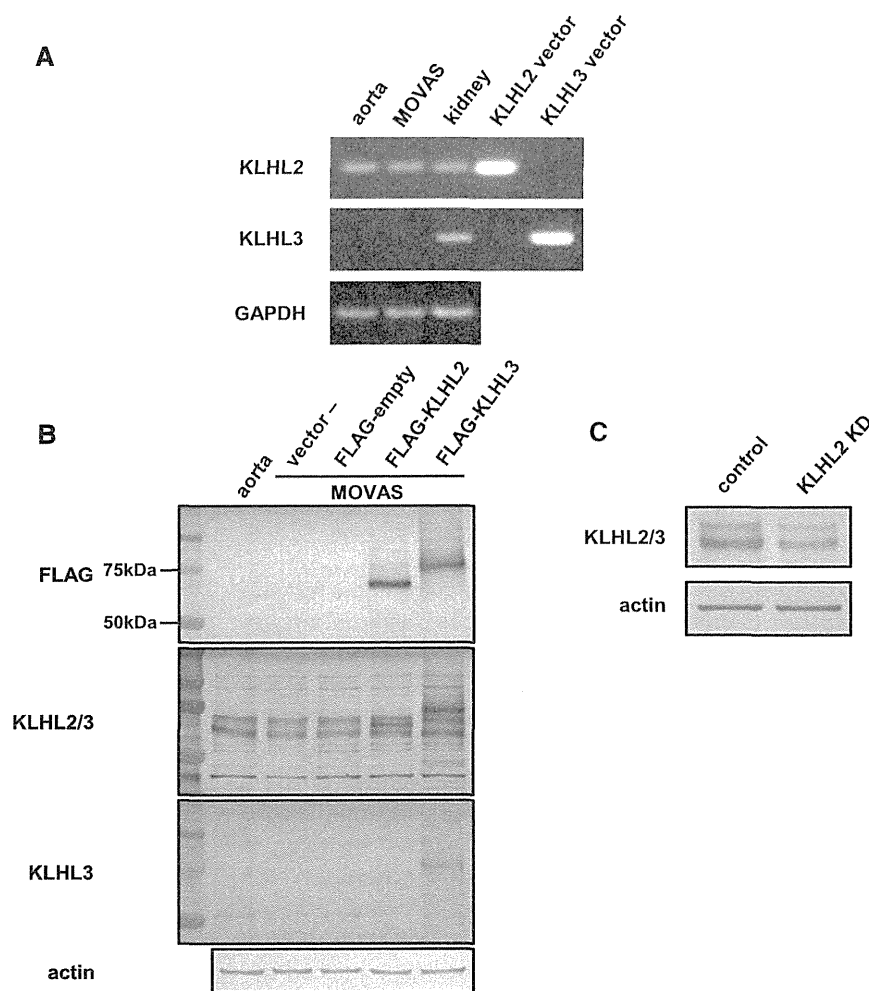 A
aorta
MOVAS
kidney
KLHL2 vector
KLHL3 vector
KLHL2
KLHL3
GAPDH
B
aorta
vector –
FLAG-empty
FLAG-KLHL2
FLAG-KLHL3
MOVAS
FLAG
75kDa
50kDa
KLHL2/3
KLHL3
actin
C
control
KLHL2 KD
KLHL2/3
actin